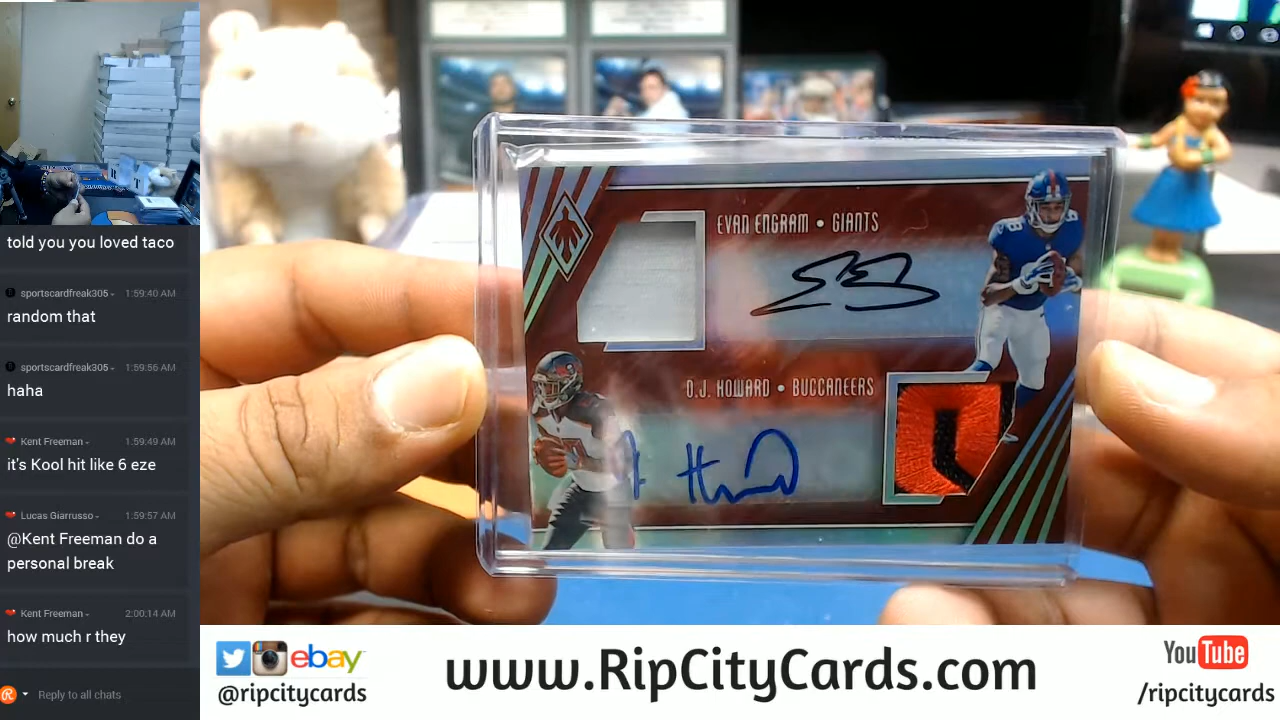 told you you loved taco
sportscardfreak305
1:59:40 AM
random that
sportscardfreak305
1:59:56 AM
haha
Kent Freeman
1:59:49 AM
it's Kool hit like 6 eze
Lucas Giarrusso
1:59:57 AM
@Kent Freeman do a
personal break
Kent Freeman
2:00:14 AM
how much r they
Reply to all chats
EVAN ENGRAM • GIANTS
O.J. HOWARD • BUCCANEERS
ebay
@ripcitycards
www.RipCityCards.com
YouTube
/ripcitycards